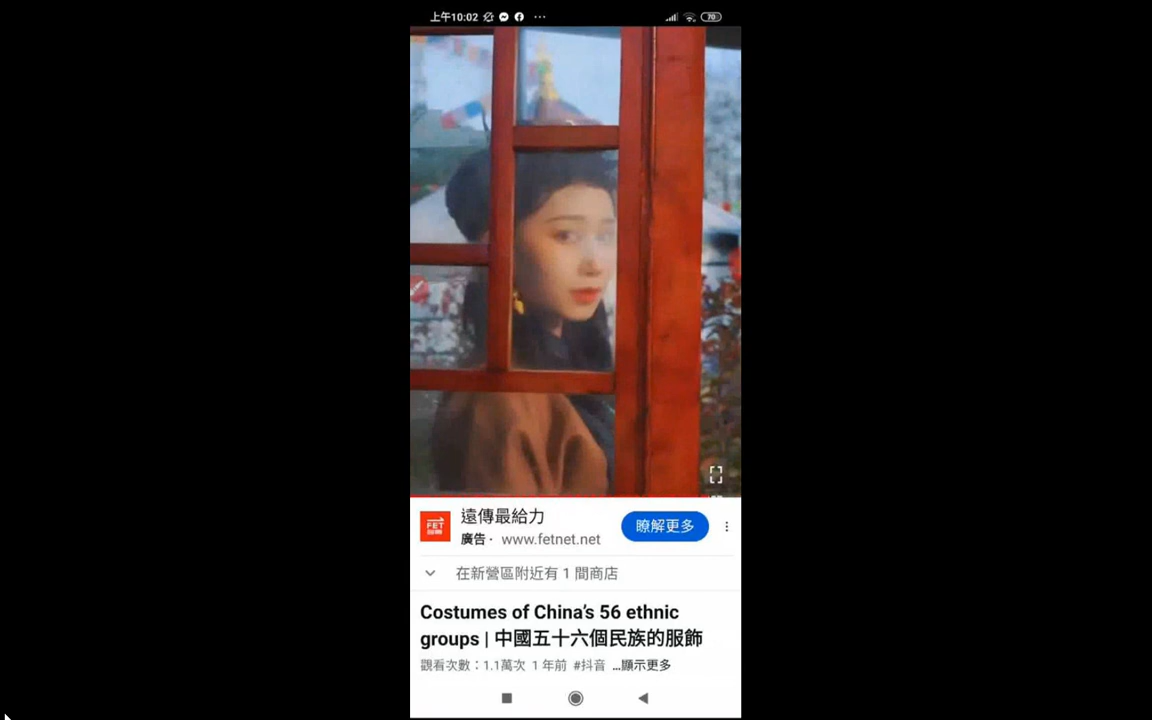 上午10:02
70
FET
遠傳
遠傳最給力
廣告 · www.fetnet.net
瞭解更多
在新營區附近有 1 間商店
Costumes of China’s 56 ethnic
groups | 中國五十六個民族的服飾
觀看次數：1.1萬次 1 年前 #抖音 ...顯示更多